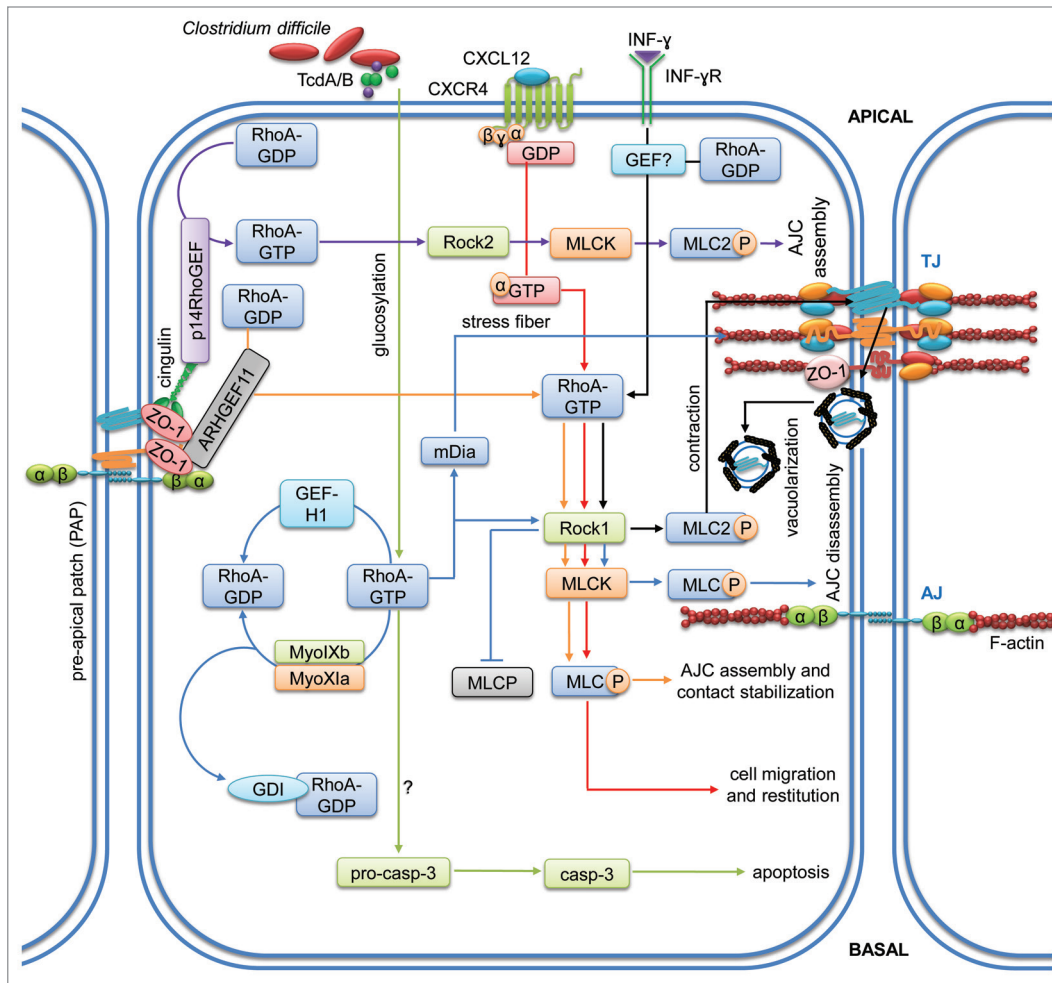 Clostridium difficile
TcdA/B
CXCL12
CXCR4
β γ α
GDP
INF-ɣ
INF-ɣR
APICAL
RhoA-
GDP
GEF?
RhoA-
GDP
p14RhoGEF
RhoA-
GTP
Rock2
MLCK
MLC2 P
AJC
assembly
TJ
glucosylation
α GTP
stress fiber
RhoA-
GDP
cingulin
ARHGEF11
ZO-1
ZO-1
α β
β α
ZO-1
RhoA-
GTP
mDia
contraction
vacuolarization
pre-apical patch (PAP)
GEF-
H1
Rock1
MLC2 P
AJC disassembly
RhoA-
GDP
RhoA-
GTP
MLCK
MLC P
AJ
α β
β α
F-actin
MyoIXb
MyoXIa
MLCP
MLC P
AJC assembly and
contact stabilization
GDI
RhoA-
GDP
?
cell migration
and restitution
pro-casp-3
casp-3
apoptosis
BASAL